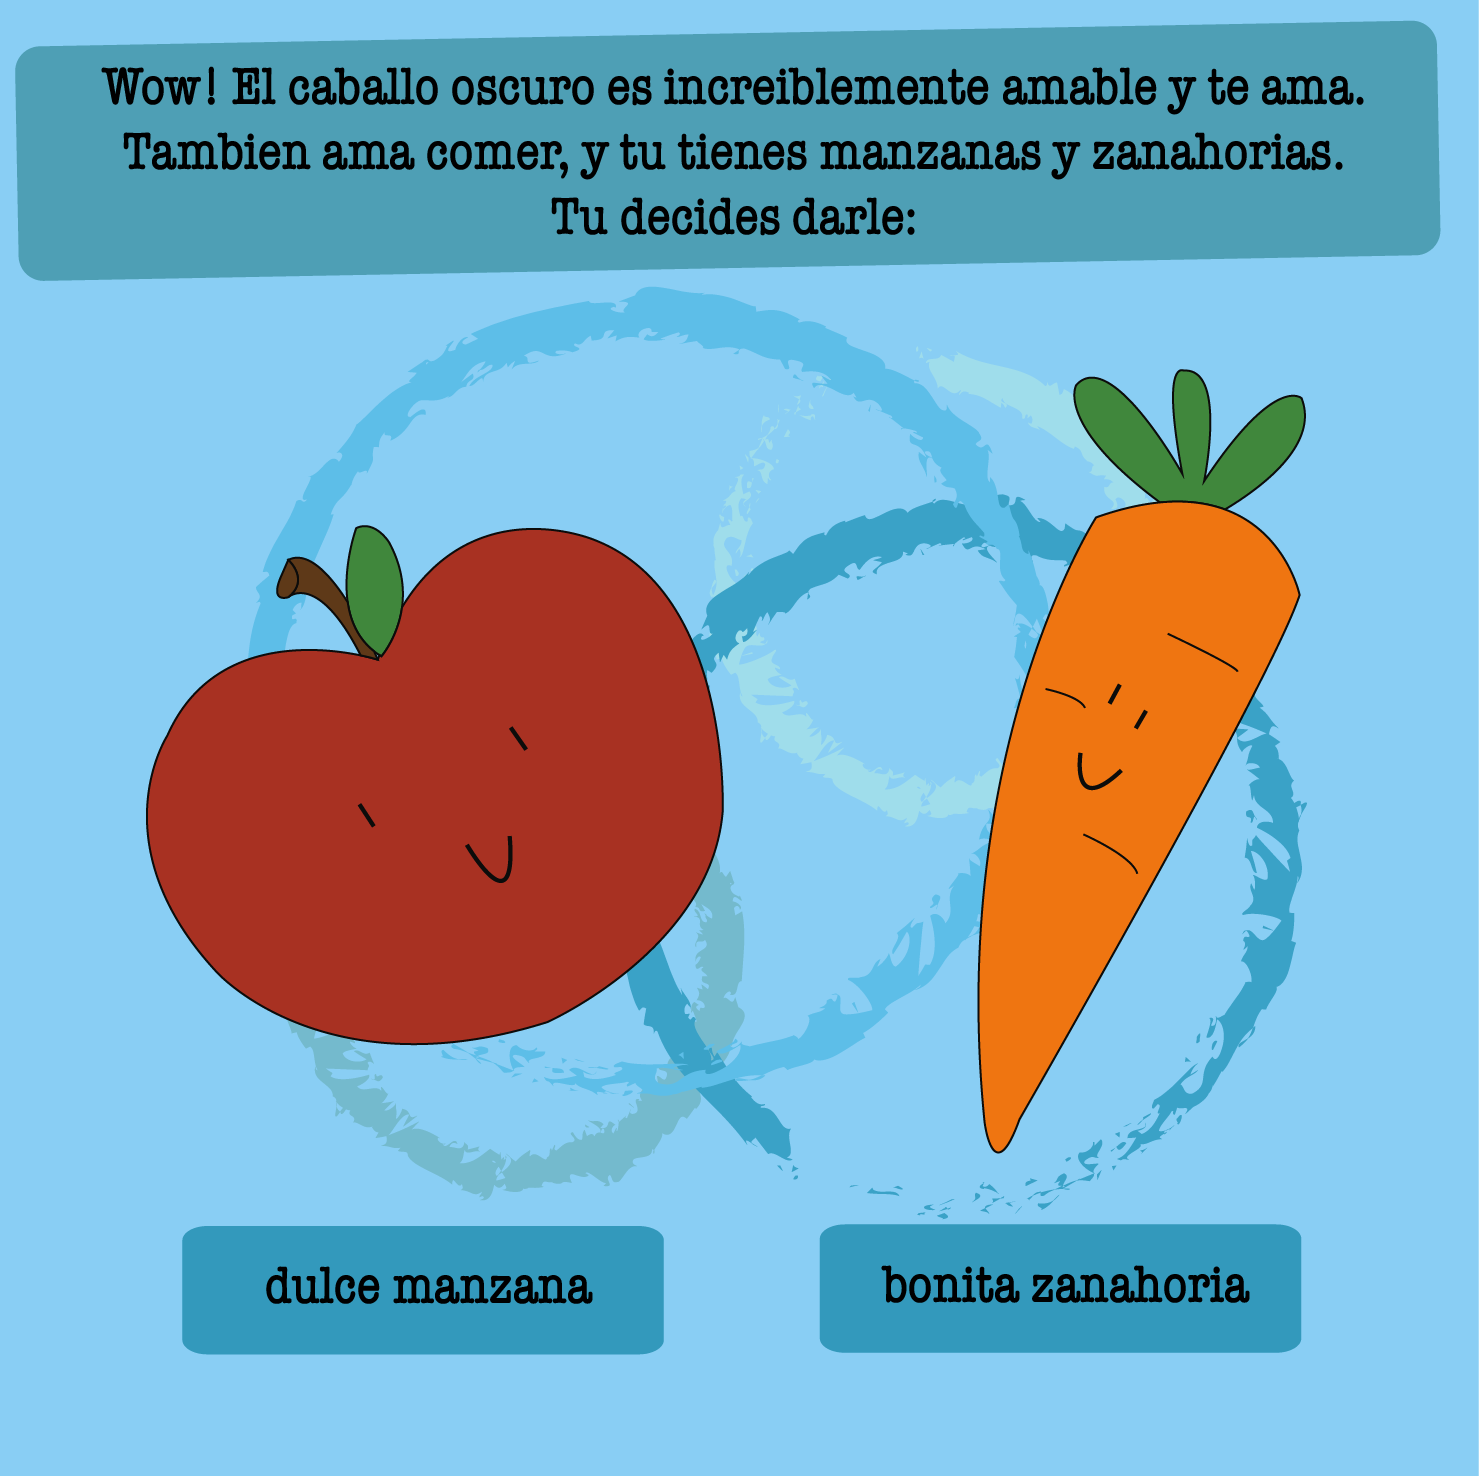 Wow! El caballo oscuro es increiblemente amable y te ama.
Tambien ama comer, y tu tienes manzanas y zanahorias.
Tu decides darle:
dulce manzana
bonita zanahoria